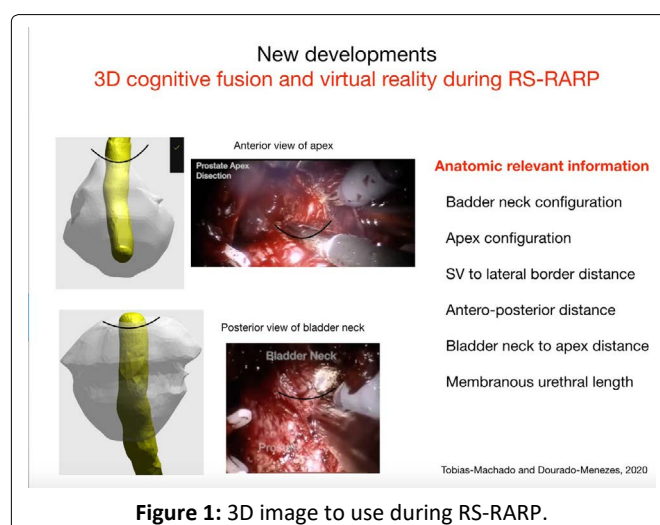 New developments
3D cognitive fusion and virtual reality during RS-RARP
Anterior view of apex
Prostate Apex
Disection
Anatomic relevant information
Badder neck configuration
Apex configuration
SV to lateral border distance
Antero-posterior distance
Bladder neck to apex distance
Membranous urethral length
Posterior view of bladder neck
Bladder Neck
Tobias-Machado and Dourado-Menezes, 2020
Figure 1: 3D image to use during RS-RARP.